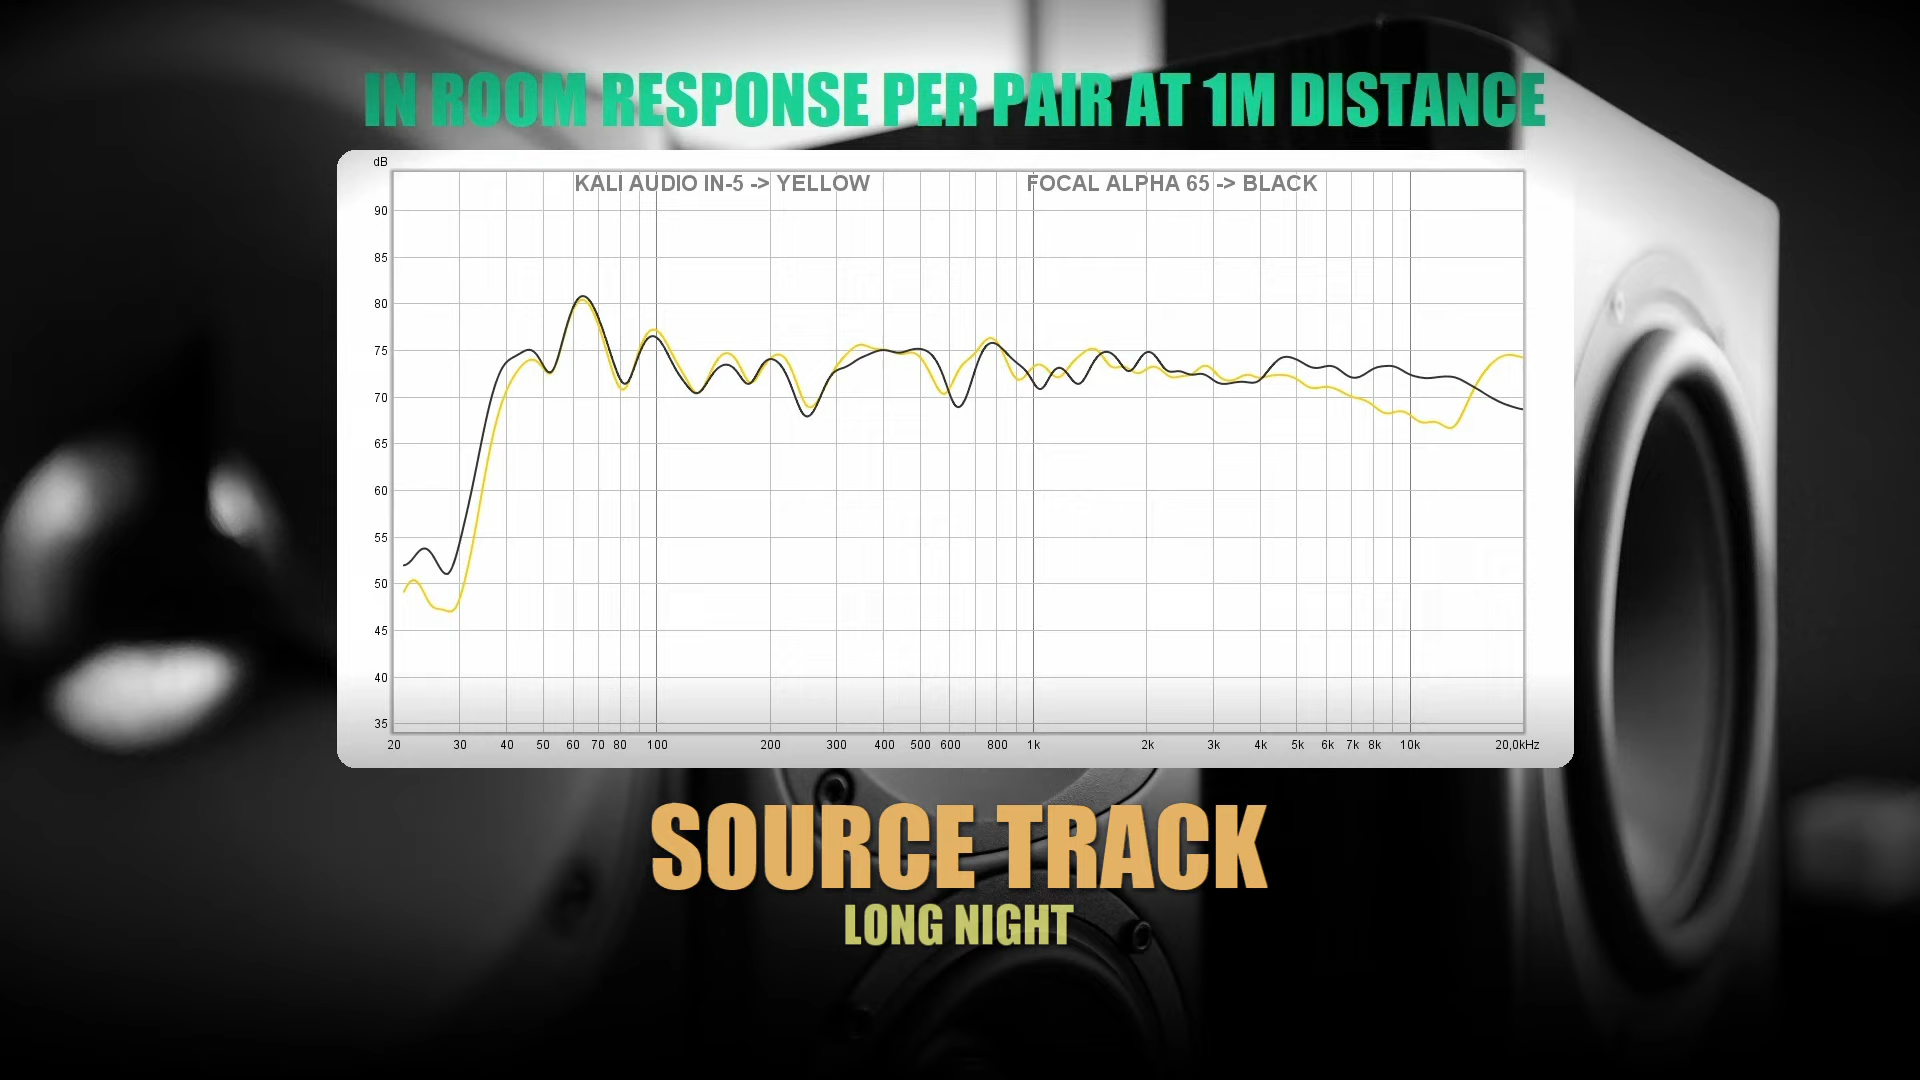 IN ROOM RESPONSE PER PAIR AT 1M DISTANCE
dB
KALI AUDIO IN-5 -> YELLOW FOCAL ALPHA 65 -> BLACK
90
85
80
75
70
65
60
55
50
45
40
35
20 30 40 50 60 70 80 100 200 300 400 500 600 800 1k 2k 3k 4k 5k 6k 7k 8k 10k 20,0kHz
SOURCE TRACK
LONG NIGHT